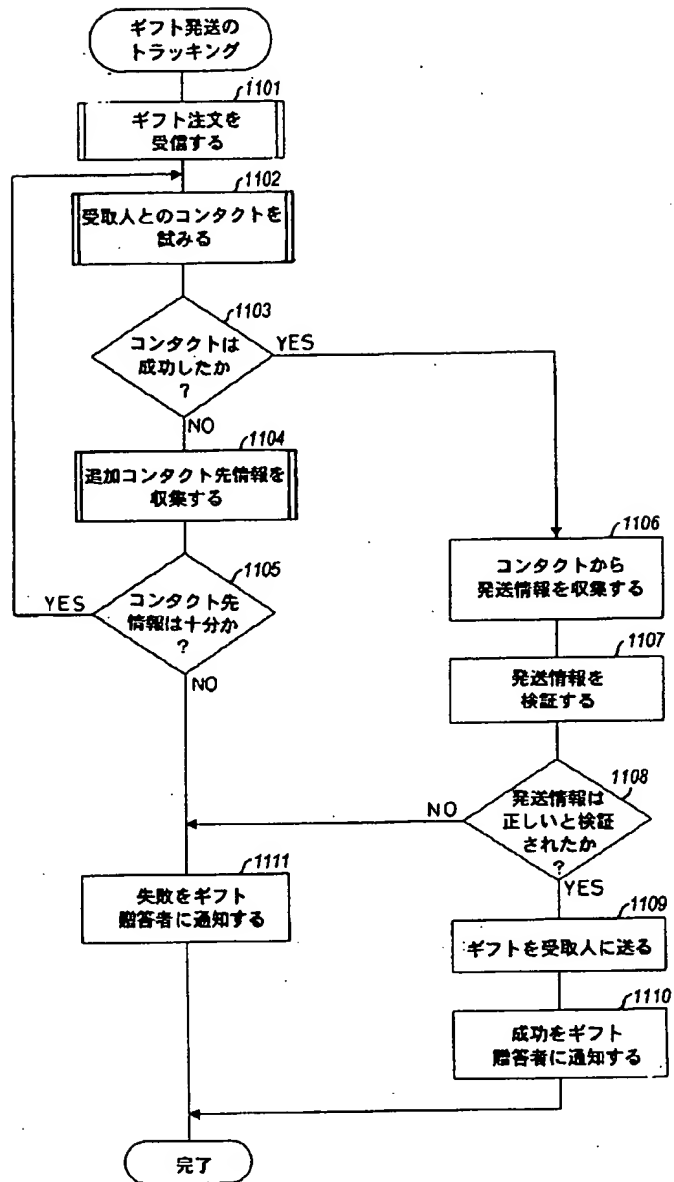 ギフト発送の
トラッキング
1101
ギフト注文を
受信する
1102
受取人とのコンタクトを
試みる
1103
コンタクトは
成功したか
?
YES
NO
1104
追加コンタクト先情報を
収集する
1105
コンタクト先
情報は十分か
?
YES
NO
1106
コンタクトから
発送情報を収集する
1107
発送情報を
検証する
1108
発送情報は
正しいと検証
されたか
?
NO
YES
1109
ギフトを受取人に送る
1110
成功をギフト
贈答者に通知する
1111
失敗をギフト
贈答者に通知する
完了